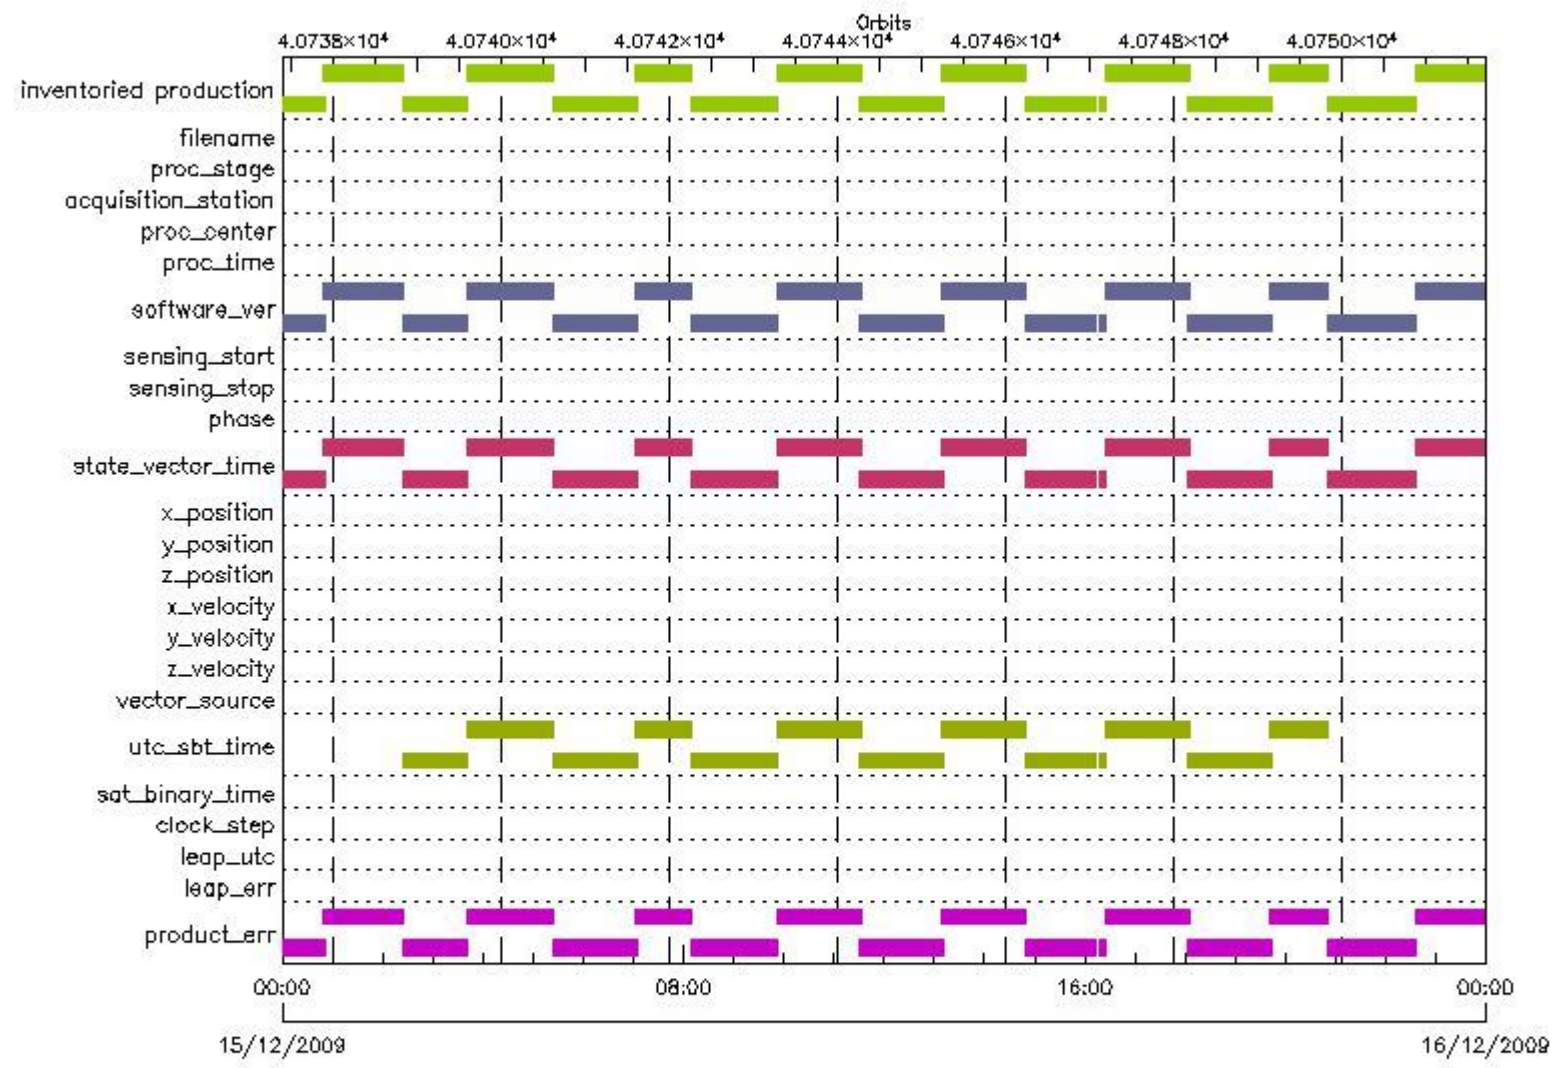 Orbits
4.0738×10⁴ 4.0740×10⁴ 4.0742×10⁴ 4.0744×10⁴ 4.0746×10⁴ 4.0748×10⁴ 4.0750×10⁴
inventoried production
filename
proc_stage
acquisition_station
proc_center
proc_time
software_ver
sensing_start
sensing_stop
phase
state_vector_time
x_position
y_position
z_position
x_velocity
y_velocity
z_velocity
vector_source
utc_sbt_time
sat_binary_time
clock_step
leap_utc
leap_err
product_err
00:00 08:00 16:00 00:00
15/12/2009 16/12/2009